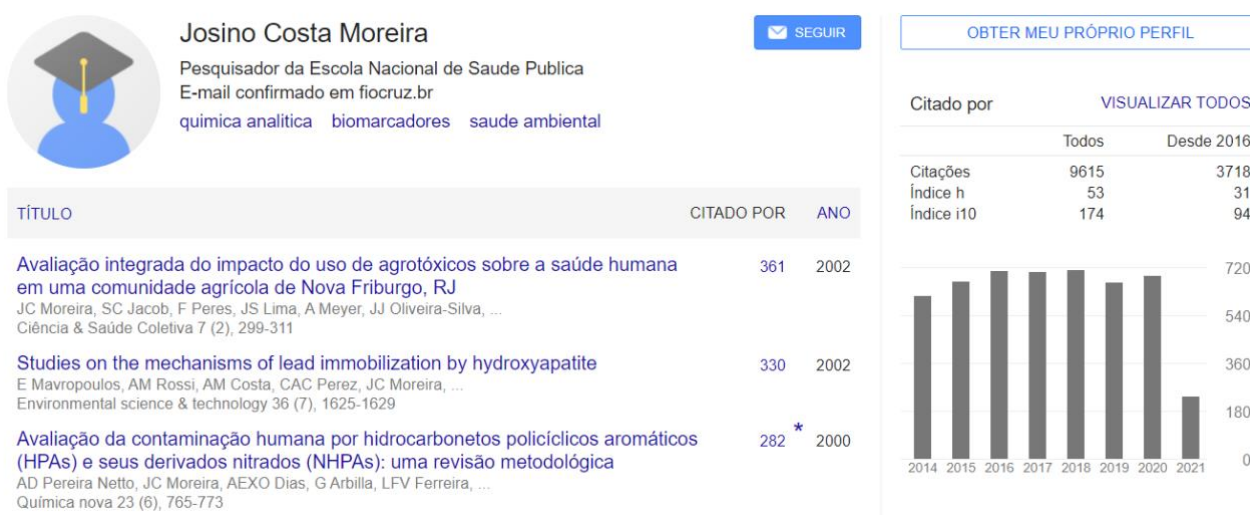 Josino Costa Moreira
SEGUIR
Pesquisador da Escola Nacional de Saude Publica
E-mail confirmado em fiocruz.br
quimica analitica biomarcadores saude ambiental
TÍTULO CITADO POR ANO
Avaliação integrada do impacto do uso de agrotóxicos sobre a saúde humana 361 2002
em uma comunidade agrícola de Nova Friburgo, RJ
JC Moreira, SC Jacob, F Peres, JS Lima, A Meyer, JJ Oliveira-Silva, ...
Ciência & Saúde Coletiva 7 (2), 299-311
Studies on the mechanisms of lead immobilization by hydroxyapatite 330 2002
E Mavropoulos, AM Rossi, AM Costa, CAC Perez, JC Moreira, ...
Environmental science & technology 36 (7), 1625-1629
Avaliação da contaminação humana por hidrocarbonetos policíclicos aromáticos 282 * 2000
(HPAs) e seus derivados nitrados (NHPAs): uma revisão metodológica
AD Pereira Netto, JC Moreira, AEXO Dias, G Arbilla, LFV Ferreira, ...
Química nova 23 (6), 765-773
OBTER MEU PRÓPRIO PERFIL
Citado por VISUALIZAR TODOS
Todos Desde 2016
Citações 9615 3718
Índice h 53 31
Índice i10 174 94
720
540
360
180
0
2014 2015 2016 2017 2018 2019 2020 2021